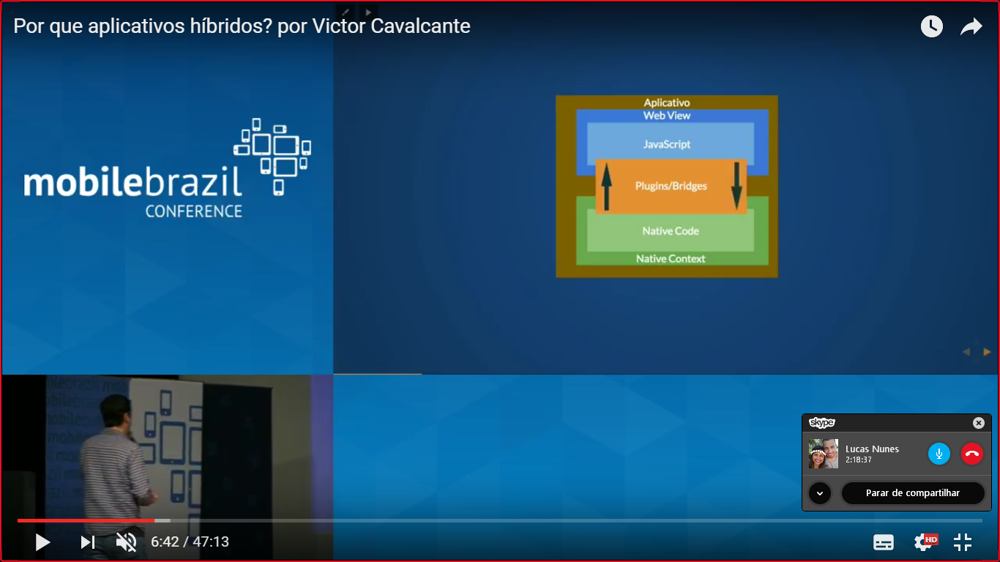 Por que aplicativos híbridos? por Victor Cavalcante
mobilebrazil
CONFERENCE
Aplicativo
Web View
JavaScript
Plugins/Bridges
Native Code
Native Context
skype
Lucas Nunes
2:18:37
Parar de compartilhar
6:42 / 47:13
HD